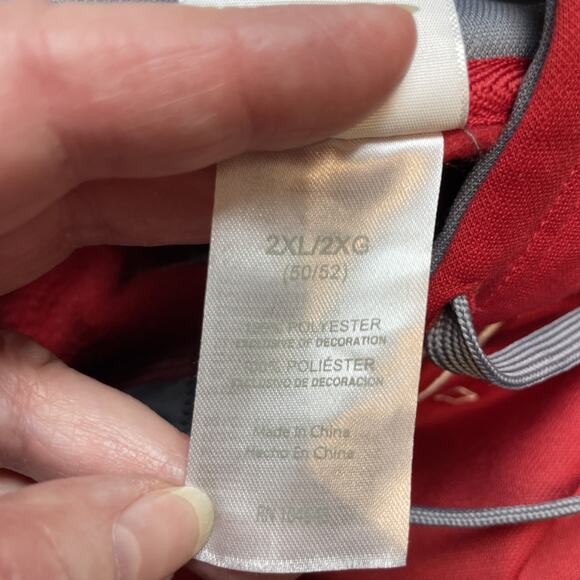 2XL/2XG
(50/52)
100% POLYESTER
EXCLUSIVE OF DECORATION
100% POLIÉSTER
EXCLUSIVO DE DECORACIÓN
Made In China
Hecho En China
RN